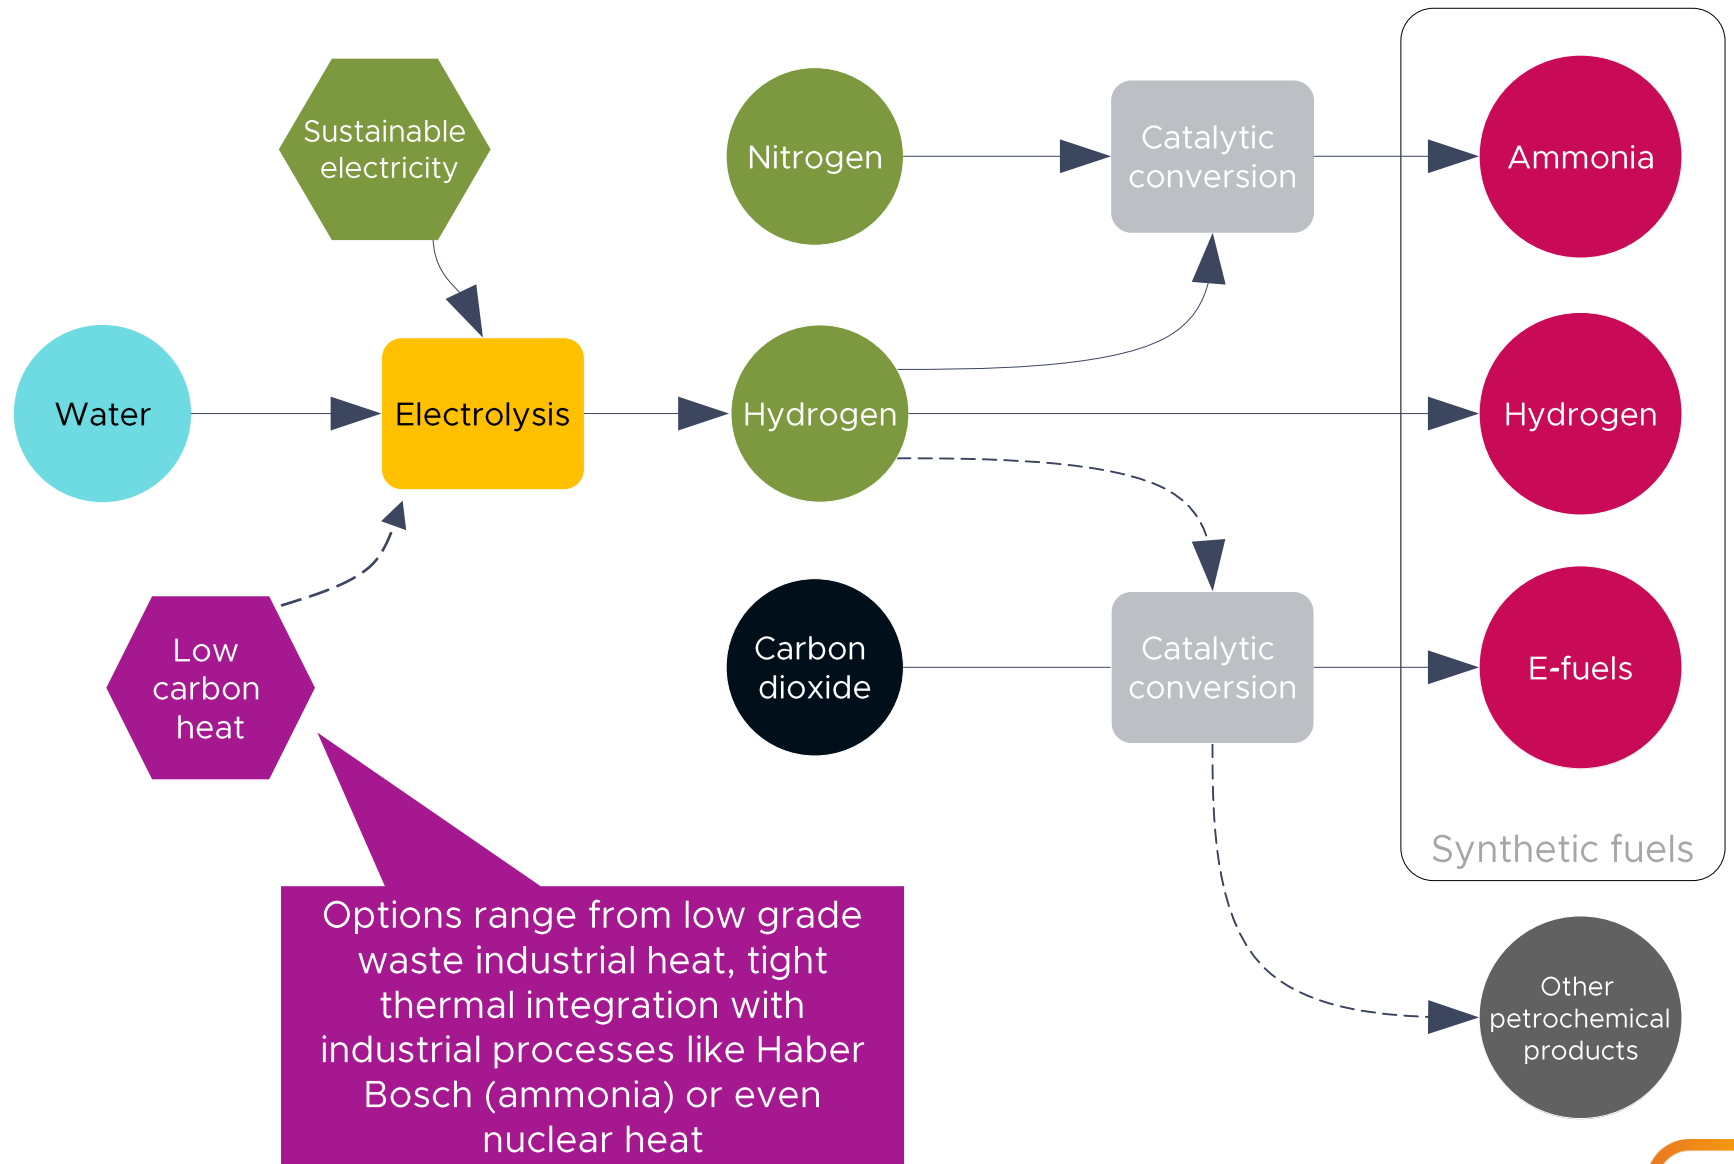 Sustainable
electricity
Nitrogen
Catalytic
conversion
Ammonia
Water
Electrolysis
Hydrogen
Hydrogen
Low
carbon
heat
Carbon
dioxide
Catalytic
conversion
E-fuels
Synthetic fuels
Options range from low grade
waste industrial heat, tight
thermal integration with
industrial processes like Haber
Bosch (ammonia) or even
nuclear heat
Other
petrochemical
products